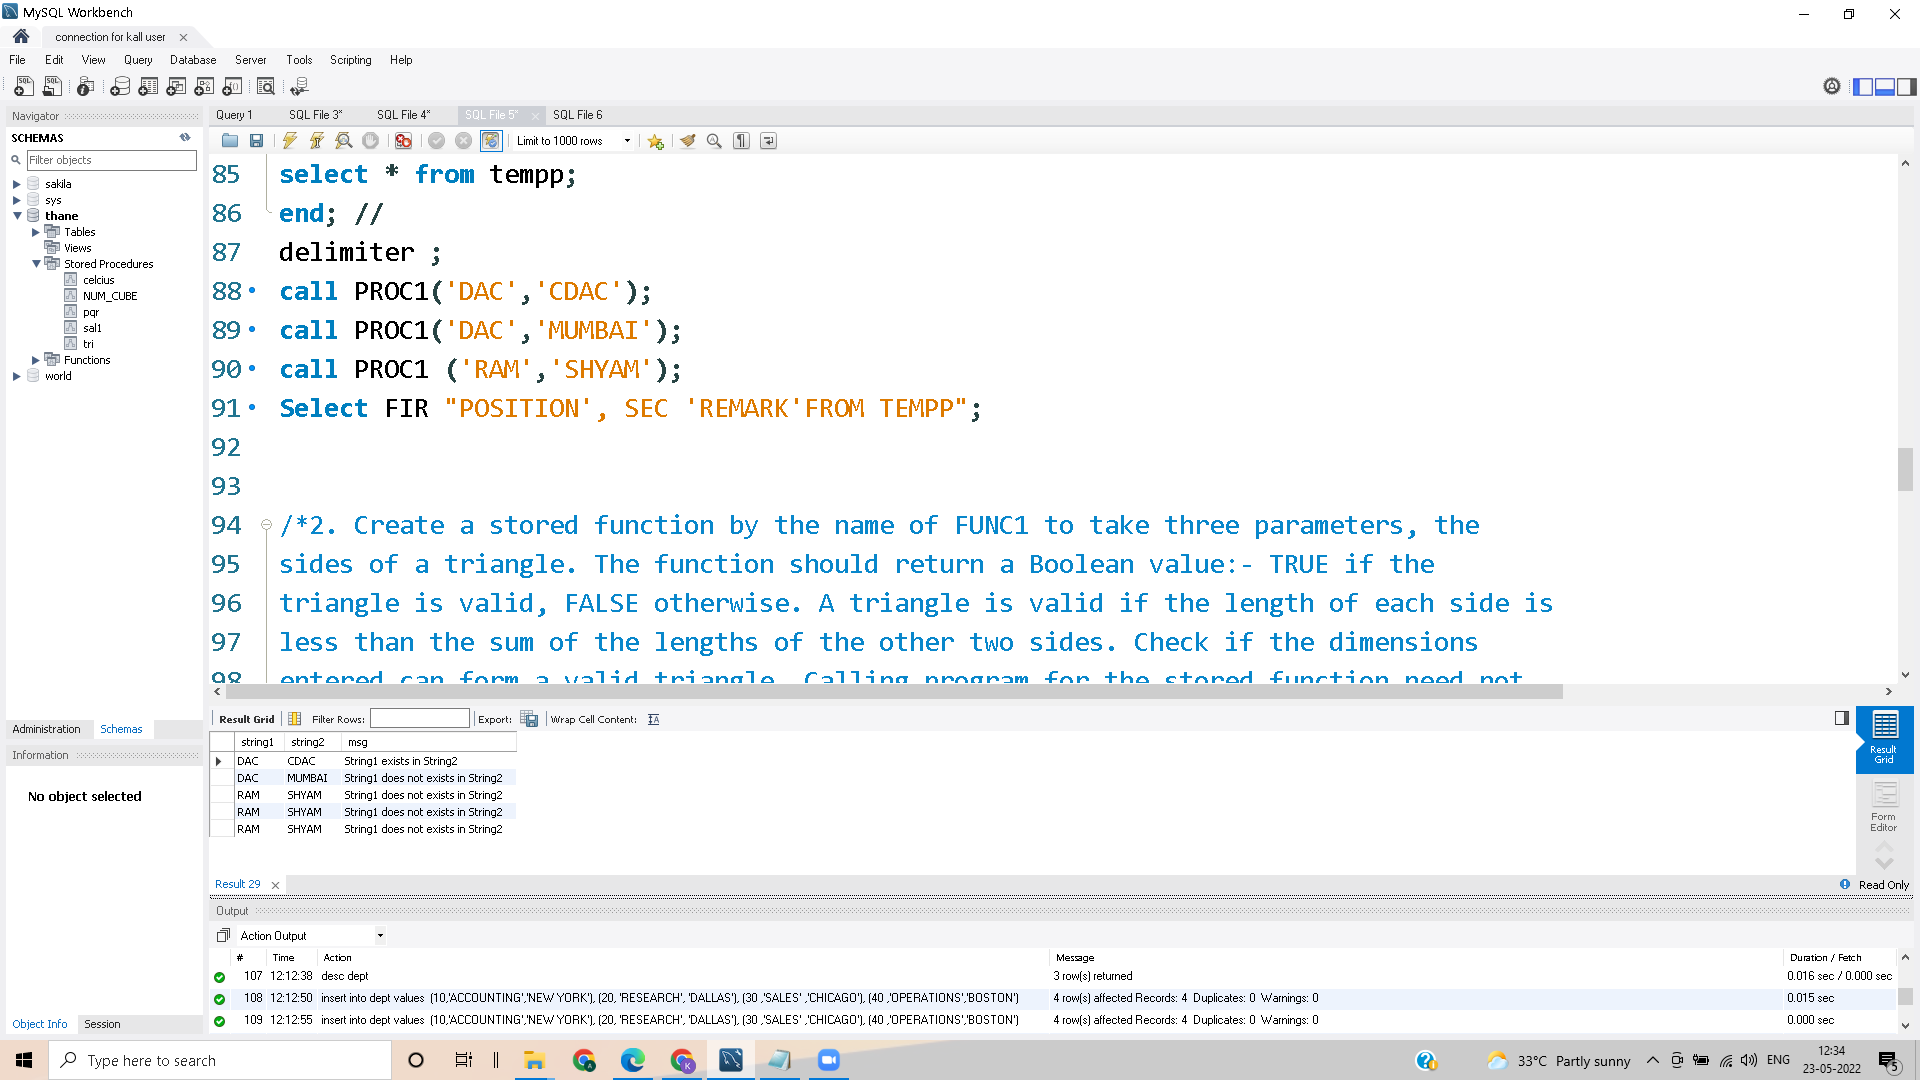 MySQL Workbench
connection for kall user
File Edit View Query Database Server Tools Scripting Help
Navigator
SCHEMAS
Filter objects
sakila
sys
thane
Tables
Views
Stored Procedures
celcius
NUM_CUBE
pqr
sal1
tri
Functions
world
Administration Schemas
Information
No object selected
Object Info Session
Query 1 SQL File 3* SQL File 4* SQL File 5* SQL File 6
Limit to 1000 rows
85 select * from tempp;
86 end; //
87 delimiter ;
88 call PROC1('DAC','CDAC');
89 call PROC1('DAC','MUMBAI');
90 call PROC1 ('RAM','SHYAM');
91 Select FIR "POSITION', SEC 'REMARK'FROM TEMPP";
92
93
94 /*2. Create a stored function by the name of FUNC1 to take three parameters, the
95 sides of a triangle. The function should return a Boolean value:- TRUE if the
96 triangle is valid, FALSE otherwise. A triangle is valid if the length of each side is
97 less than the sum of the lengths of the other two sides. Check if the dimensions
98 entered can form a valid triangle. Calling program for the stored function need not
Result Grid Filter Rows: Export: Wrap Cell Content:
string1 string2 msg
DAC CDAC String1 exists in String2
DAC MUMBAI String1 does not exists in String2
RAM SHYAM String1 does not exists in String2
RAM SHYAM String1 does not exists in String2
RAM SHYAM String1 does not exists in String2
Result Grid
Form Editor
Result 29
Read Only
Output
Action Output
# Time Action Message Duration / Fetch
107 12:12:38 desc dept 3 row(s) returned 0.016 sec / 0.000 sec
108 12:12:50 insert into dept values (10,'ACCOUNTING','NEW YORK'), (20, 'RESEARCH', 'DALLAS'), (30 ,'SALES' ,'CHICAGO'), (40 ,'OPERATIONS','BOSTON') 4 row(s) affected Records: 4 Duplicates: 0 Warnings: 0 0.015 sec
109 12:12:55 insert into dept values (10,'ACCOUNTING','NEW YORK'), (20, 'RESEARCH', 'DALLAS'), (30 ,'SALES' ,'CHICAGO'), (40 ,'OPERATIONS','BOSTON') 4 row(s) affected Records: 4 Duplicates: 0 Warnings: 0 0.000 sec
Type here to search
33°C Partly sunny
ENG
12:34
23-05-2022
5